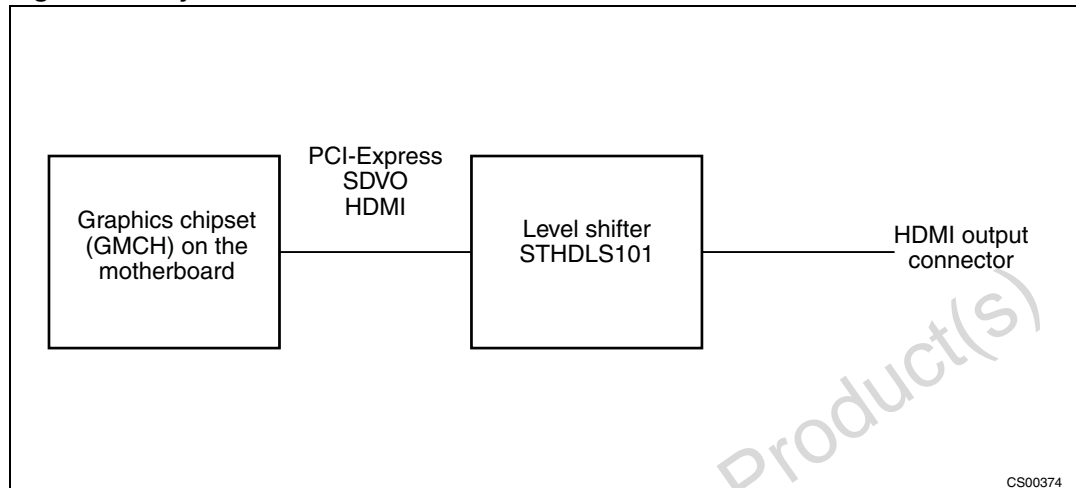 PCI-Express
SDVO
HDMI
Graphics chipset
(GMCH) on the
motherboard
Level shifter
STHDLS101
HDMI output
connector
Product(s)
CS00374